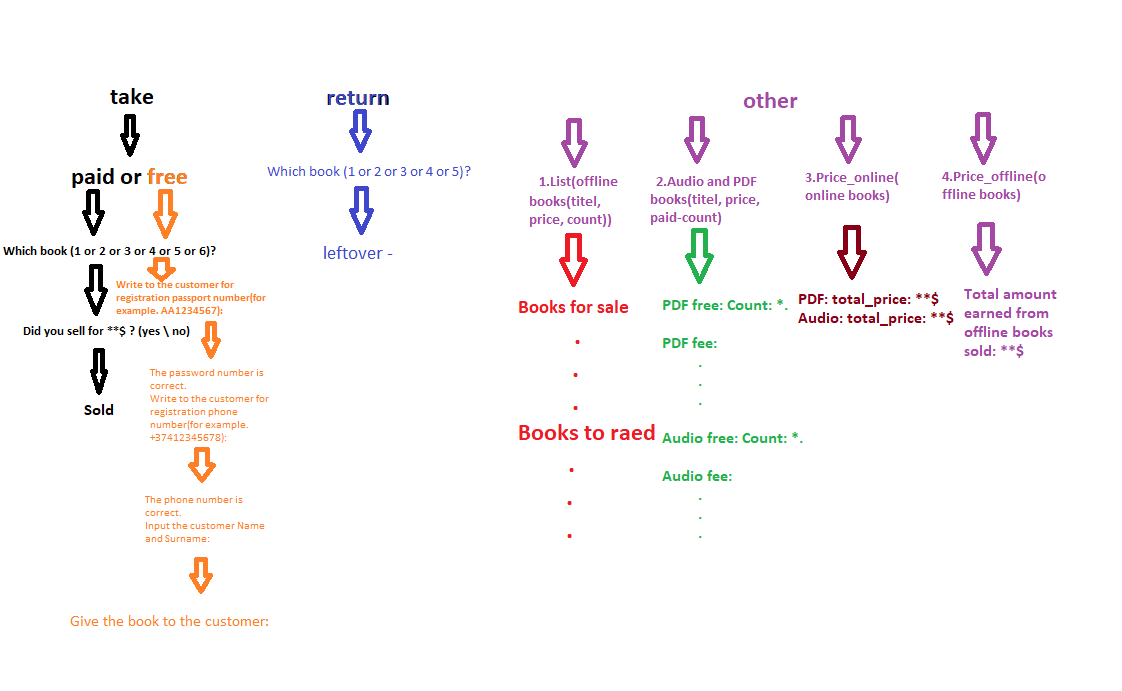 take
paid or free
Which book (1 or 2 or 3 or 4 or 5 or 6)?
Did you sell for **$ ? (yes \ no)
Sold
Write to the customer for
registration passport number(for
example. AA1234567):
The password number is
correct.
Write to the customer for
registration phone
number(for example.
+37412345678):
The phone number is
correct.
Input the customer Name
and Surname:
Give the book to the customer:
return
Which book (1 or 2 or 3 or 4 or 5)?
leftover -
other
1.List(offline
books(titel,
price, count))
Books for sale
Books to raed
2.Audio and PDF
books(titel, price,
paid-count)
PDF free: Count: *.
PDF fee:
.
.
.
Audio free: Count: *.
Audio fee:
.
.
.
3.Price_online(
online books)
PDF: total_price: **$
Audio: total_price: **$
4.Price_offline(o
ffline books)
Total amount
earned from
offline books
sold: **$